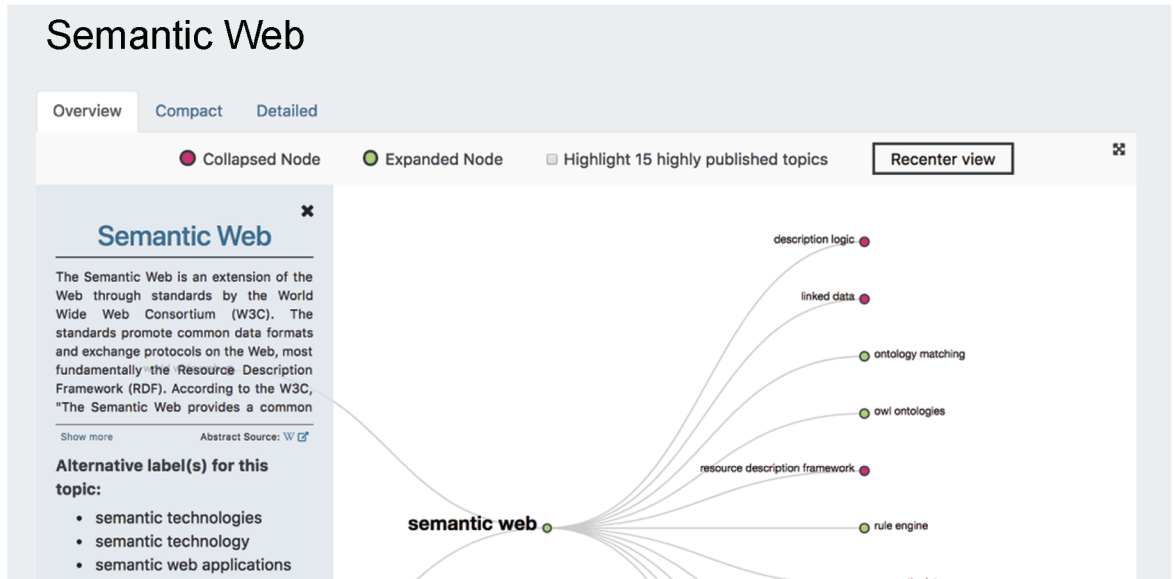 Semantic Web
Overview Compact Detailed
Collapsed Node Expanded Node Highlight 15 highly published topics Recenter view
Semantic Web
The Semantic Web is an extension of the
Web through standards by the World
Wide Web Consortium (W3C). The
standards promote common data formats
and exchange protocols on the Web, most
fundamentally the Resource Description
Framework (RDF). According to the W3C,
"The Semantic Web provides a common
Show more Abstract Source: W
Alternative label(s) for this
topic:
• semantic technologies
• semantic technology
• semantic web applications
description logic
linked data
ontology matching
owl ontologies
resource description framework
semantic web
rule engine